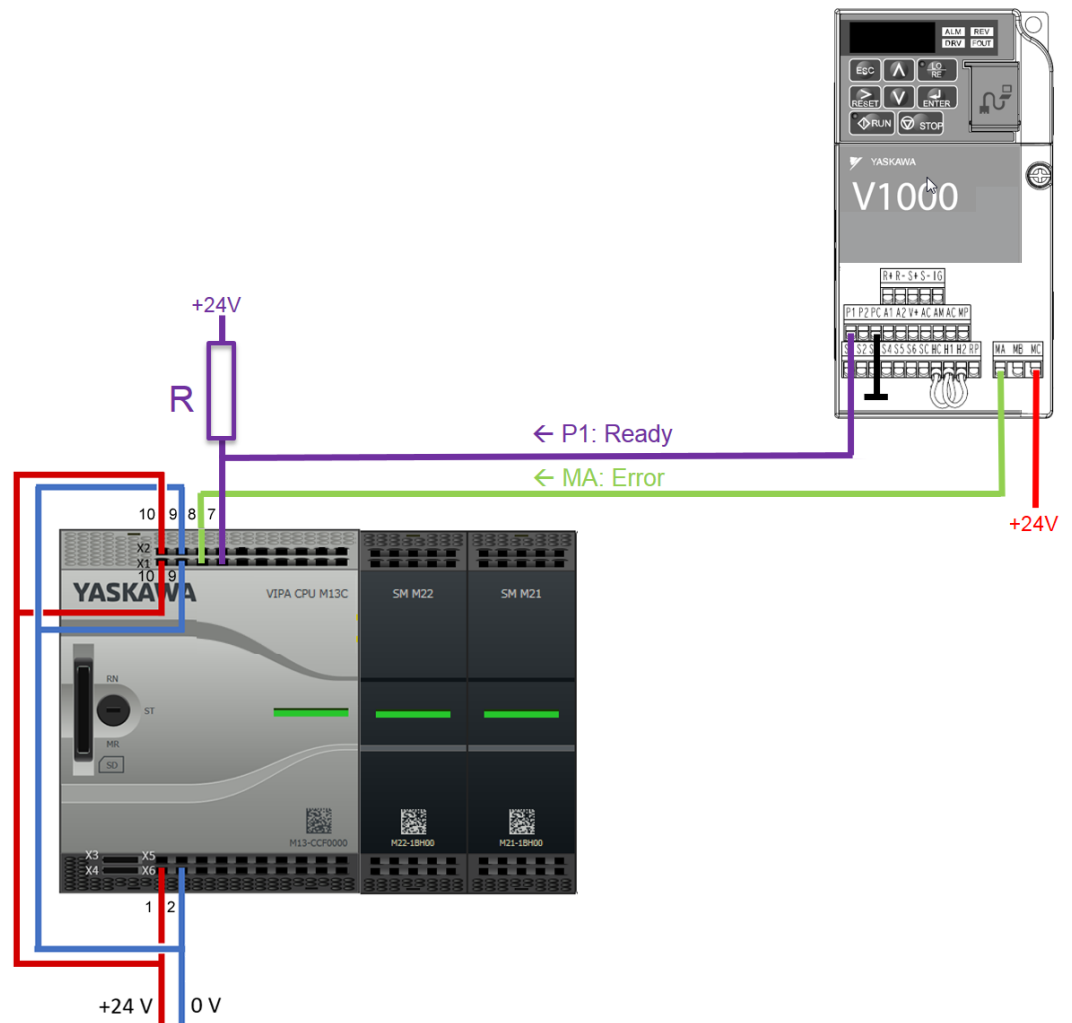 ALM REV
DRV FOUT
ESC LO
RE
RESET ENTER
RUN STOP
YASKAWA
V1000
R+ R- S+ S- IG
+24V
P1 P2 PC A1 A2 V+ AC AM AC MP
S2 S4 S5 S6 SC HC H1 H2 RP
MA MB MC
R
← P1: Ready
← MA: Error
+24V
10 9 8 7
X2
X1
10 9
YASKAWA
VIPA CPU M13C
SM M22
SM M21
RN
ST
MR
SD
M13-CCF0000
M22-1BH00
M21-1BH00
X3 X5
X4 X6
1 2
+24 V 0 V